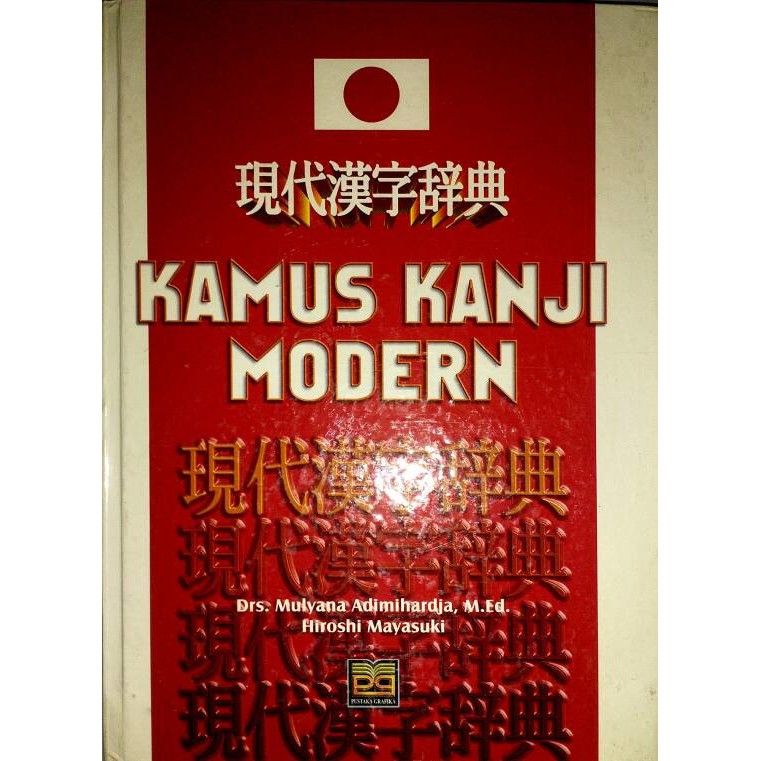 現代漢字辞典
KAMUS KANJI
MODERN
現代漢字辞典
現代漢字辞典
Drs. Mulyana Adimihardja, M.Ed.
Hiroshi Mayasuki
現代漢字辞典
PUSTAKA GRAFIKA
現代漢字辞典